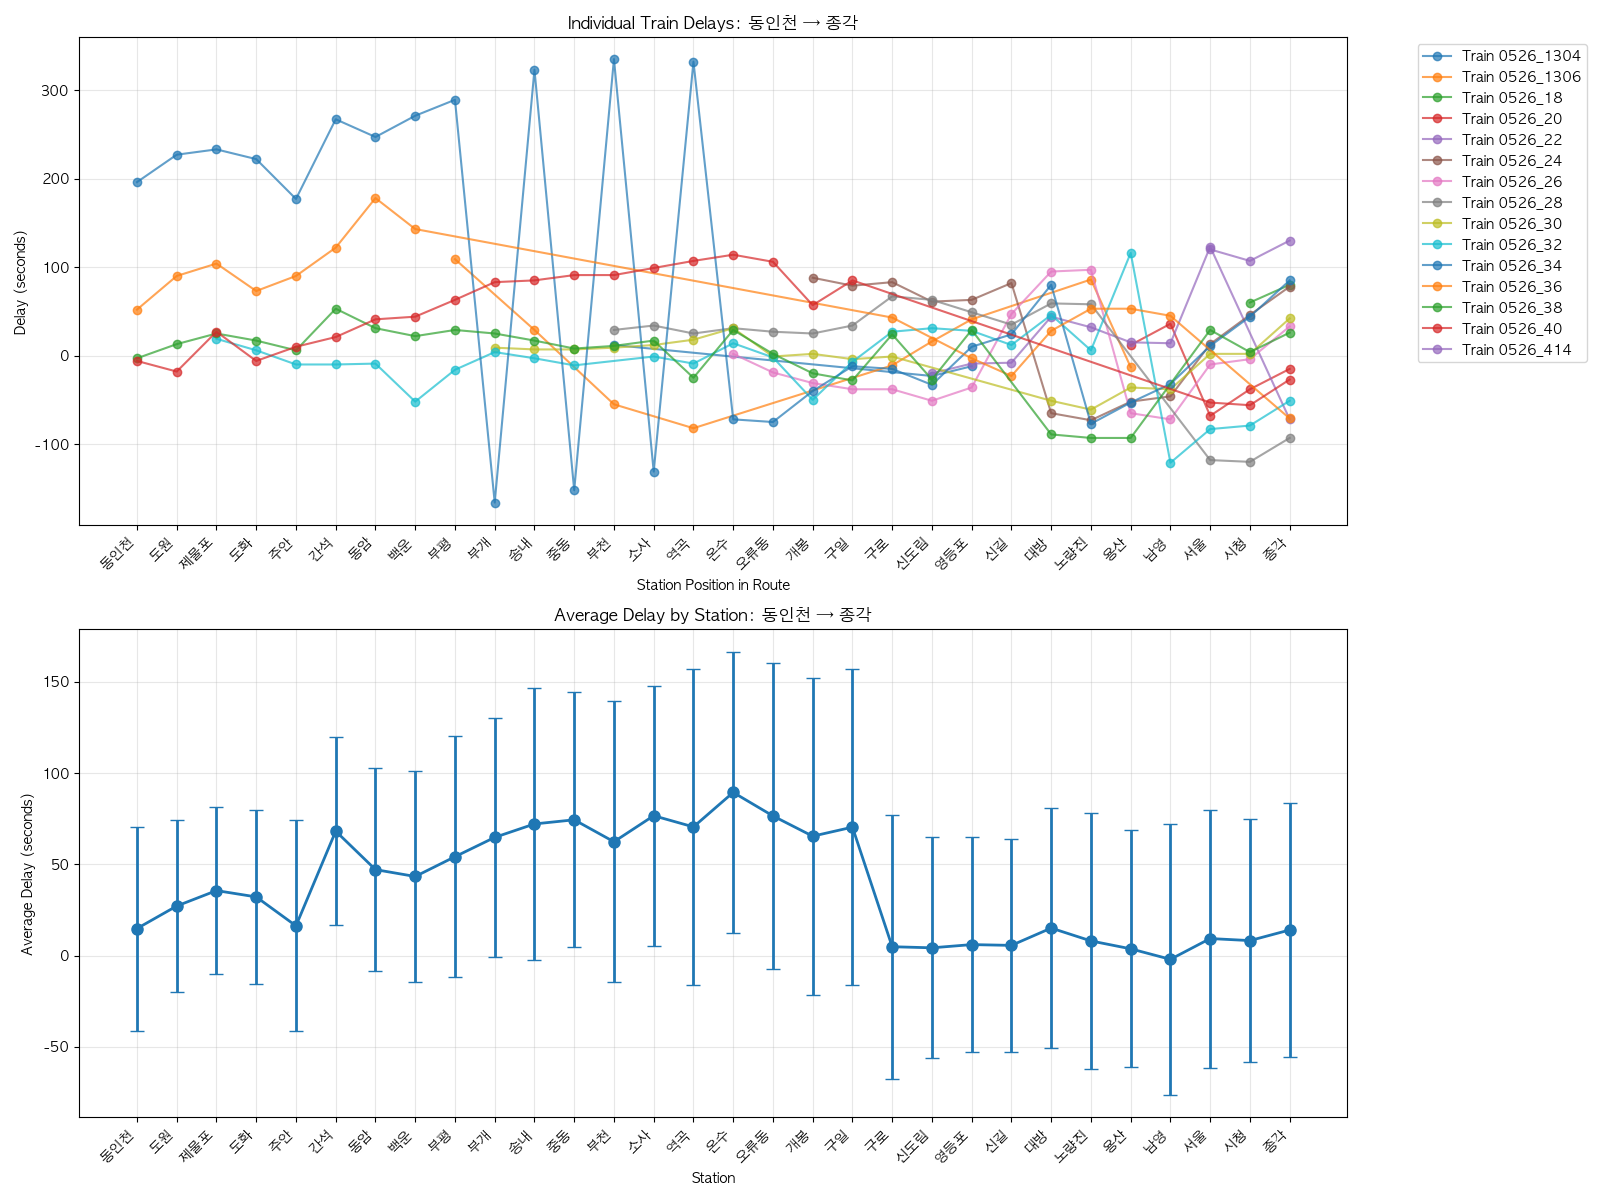 Individual Train Delays: 동인천 → 종각
Delay (seconds)
300
200
100
0
-100
동인천
도원
제물포
도화
주안
간석
동암
백운
부평
부개
송내
중동
부천
소사
역곡
온수
오류동
개봉
구일
구로
신도림
영등포
신길
대방
노량진
용산
남영
서울
시청
종각
Station Position in Route
Train 0526_1304
Train 0526_1306
Train 0526_18
Train 0526_20
Train 0526_22
Train 0526_24
Train 0526_26
Train 0526_28
Train 0526_30
Train 0526_32
Train 0526_34
Train 0526_36
Train 0526_38
Train 0526_40
Train 0526_414
Average Delay by Station: 동인천 → 종각
Average Delay (seconds)
150
100
50
0
-50
동인천
도원
제물포
도화
주안
간석
동암
백운
부평
부개
송내
중동
부천
소사
역곡
온수
오류동
개봉
구일
구로
신도림
영등포
신길
대방
노량진
용산
남영
서울
시청
종각
Station